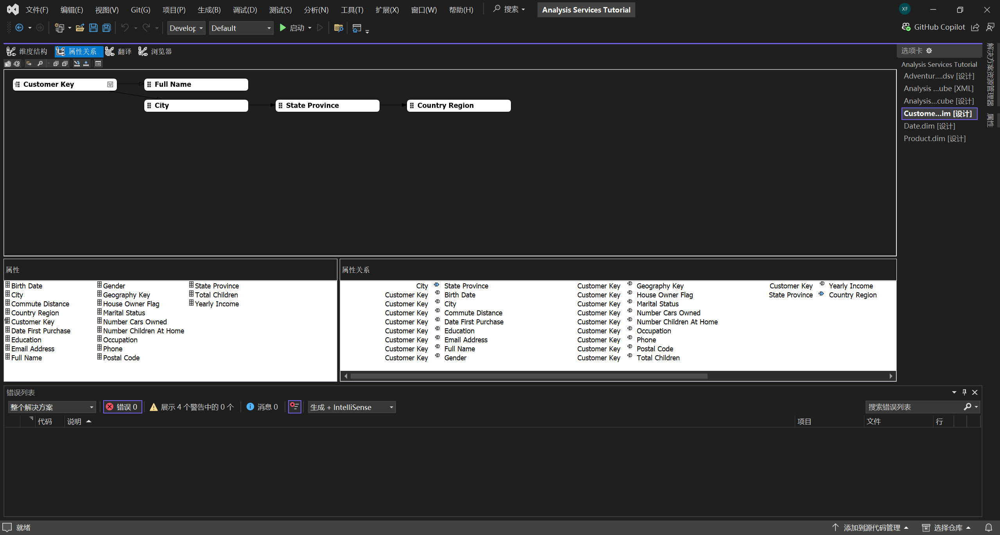 文件(F) 编辑(E) 视图(V) Git(G) 项目(P) 生成(B) 调试(D) 测试(S) 分析(N) 工具(T) 扩展(X) 窗口(W) 帮助(H) 搜索 Analysis Services Tutorial XF
Develop Default 启动 GitHub Copilot
维度结构 属性关系 翻译 浏览器
Customer Key Full Name
City State Province Country Region
选项卡
Analysis Services Tutorial
Adventur....dsv [设计]
Analysis ...ube [XML]
Analysis...cube [设计]
Custome...im [设计]
Date.dim [设计]
Product.dim [设计]
解决方案资源管理器
属性
属性
Birth Date Gender State Province
City Geography Key Total Children
Commute Distance House Owner Flag Yearly Income
Country Region Marital Status
Customer Key Number Cars Owned
Date First Purchase Number Children At Home
Education Occupation
Email Address Phone
Full Name Postal Code
属性关系
City State Province Customer Key Geography Key Customer Key Yearly Income
Customer Key Birth Date Customer Key House Owner Flag State Province Country Region
Customer Key City Customer Key Marital Status
Customer Key Commute Distance Customer Key Number Cars Owned
Customer Key Date First Purchase Customer Key Number Children At Home
Customer Key Education Customer Key Occupation
Customer Key Email Address Customer Key Phone
Customer Key Full Name Customer Key Postal Code
Customer Key Gender Customer Key Total Children
错误列表
整个解决方案 错误 0 展示 4 个警告中的 0 个 消息 0 生成 + IntelliSense 搜索错误列表
代码 说明 项目 文件 行
就绪 添加到源代码管理 选择仓库